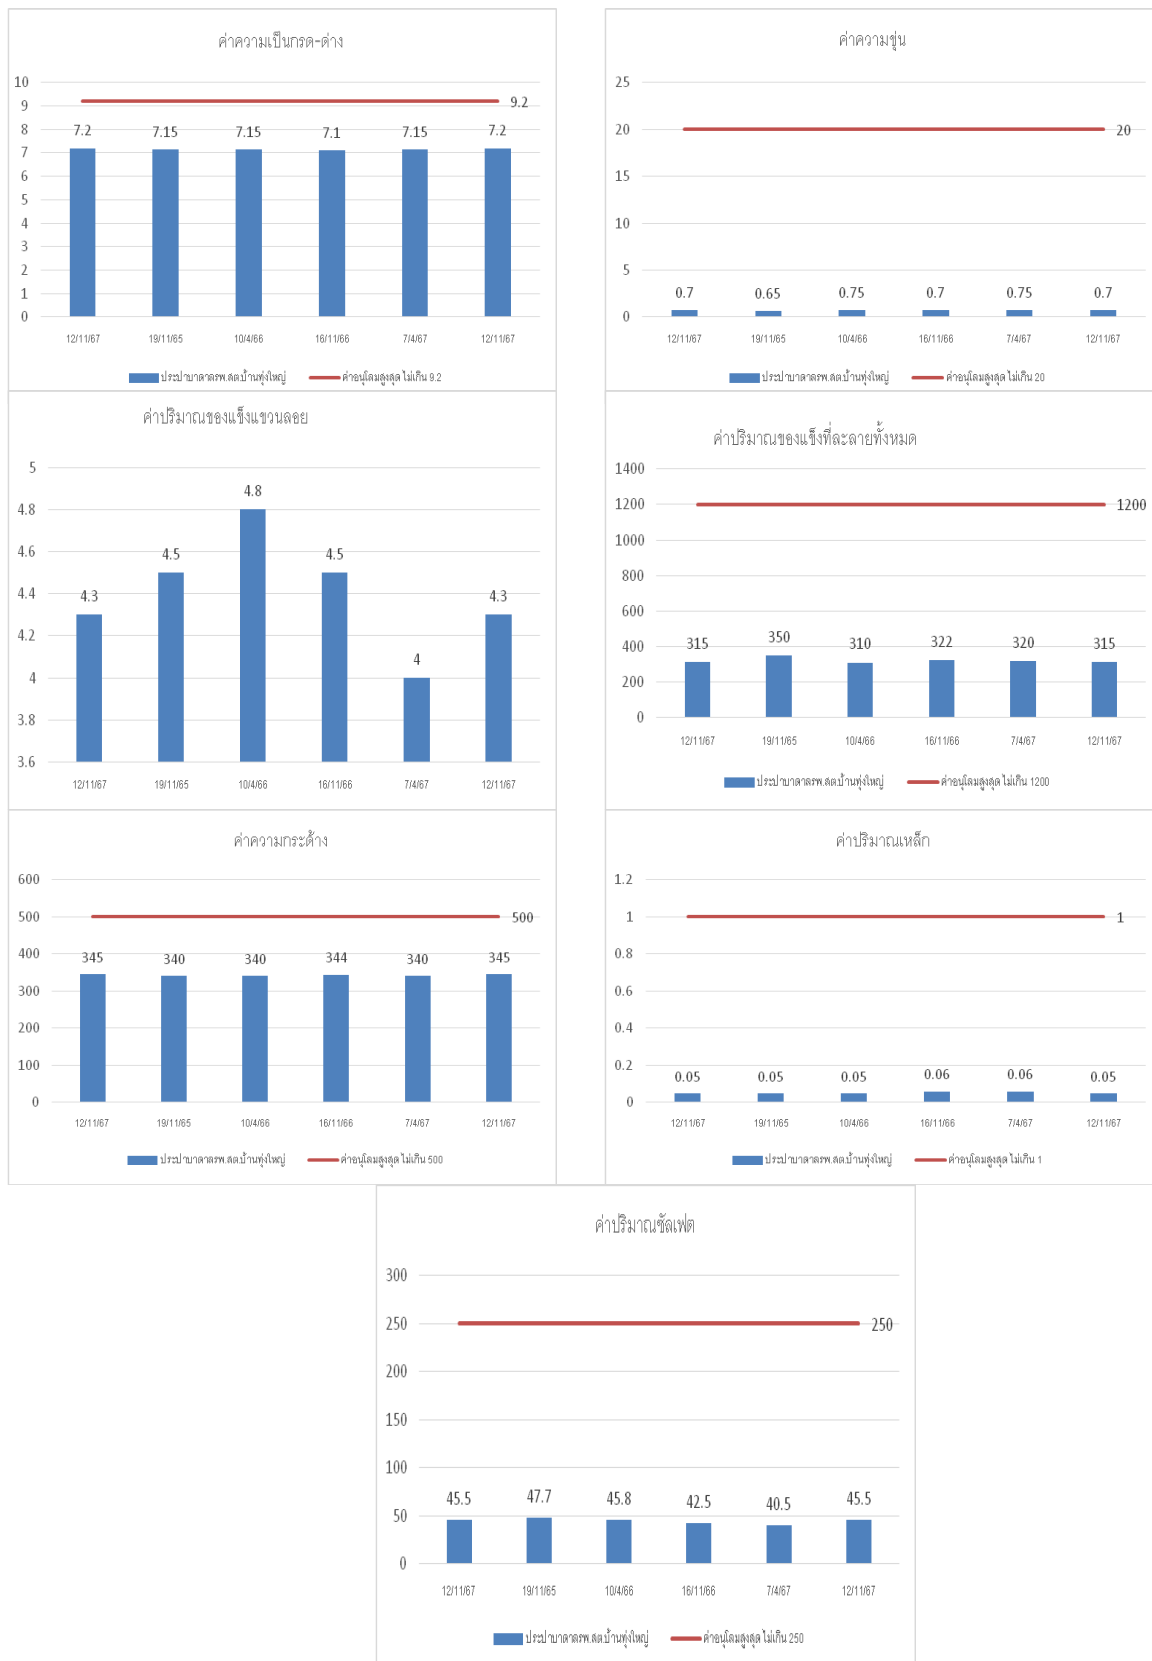 ค่าความเป็นกรด-ด่าง
10
9
8
7
6
5
4
3
2
1
0
9.2
7.2 7.15 7.15 7.1 7.15 7.2
12/11/67 19/11/65 10/4/66 16/11/66 7/4/67 12/11/67
ประปาบาดาลรพ.สต.บ้านทุ่งใหญ่ ค่าอนุโลมสูงสุด ไม่เกิน 9.2
ค่าความขุ่น
25
20
15
10
5
0
20
0.7 0.65 0.75 0.7 0.75 0.7
12/11/67 19/11/65 10/4/66 16/11/66 7/4/67 12/11/67
ประปาบาดาลรพ.สต.บ้านทุ่งใหญ่ ค่าอนุโลมสูงสุด ไม่เกิน 20
ค่าปริมาณของแข็งแขวนลอย
5
4.8
4.6
4.4
4.2
4
3.8
3.6
4.3 4.5 4.8 4.5 4 4.3
12/11/67 19/11/65 10/4/66 16/11/66 7/4/67 12/11/67
ค่าปริมาณของแข็งที่ละลายทั้งหมด
1400
1200
1000
800
600
400
200
0
1200
315 350 310 322 320 315
12/11/67 19/11/65 10/4/66 16/11/66 7/4/67 12/11/67
ประปาบาดาลรพ.สต.บ้านทุ่งใหญ่ ค่าอนุโลมสูงสุด ไม่เกิน 1200
ค่าความกระด้าง
600
500
400
300
200
100
0
500
345 340 340 344 340 345
12/11/67 19/11/65 10/4/66 16/11/66 7/4/67 12/11/67
ประปาบาดาลรพ.สต.บ้านทุ่งใหญ่ ค่าอนุโลมสูงสุด ไม่เกิน 500
ค่าปริมาณเหล็ก
1.2
1
0.8
0.6
0.4
0.2
0
1
0.05 0.05 0.05 0.06 0.06 0.05
12/11/67 19/11/65 10/4/66 16/11/66 7/4/67 12/11/67
ประปาบาดาลรพ.สต.บ้านทุ่งใหญ่ ค่าอนุโลมสูงสุด ไม่เกิน 1
ค่าปริมาณซัลเฟต
300
250
200
150
100
50
0
250
45.5 47.7 45.8 42.5 40.5 45.5
12/11/67 19/11/65 10/4/66 16/11/66 7/4/67 12/11/67
ประปาบาดาลรพ.สต.บ้านทุ่งใหญ่ ค่าอนุโลมสูงสุด ไม่เกิน 250